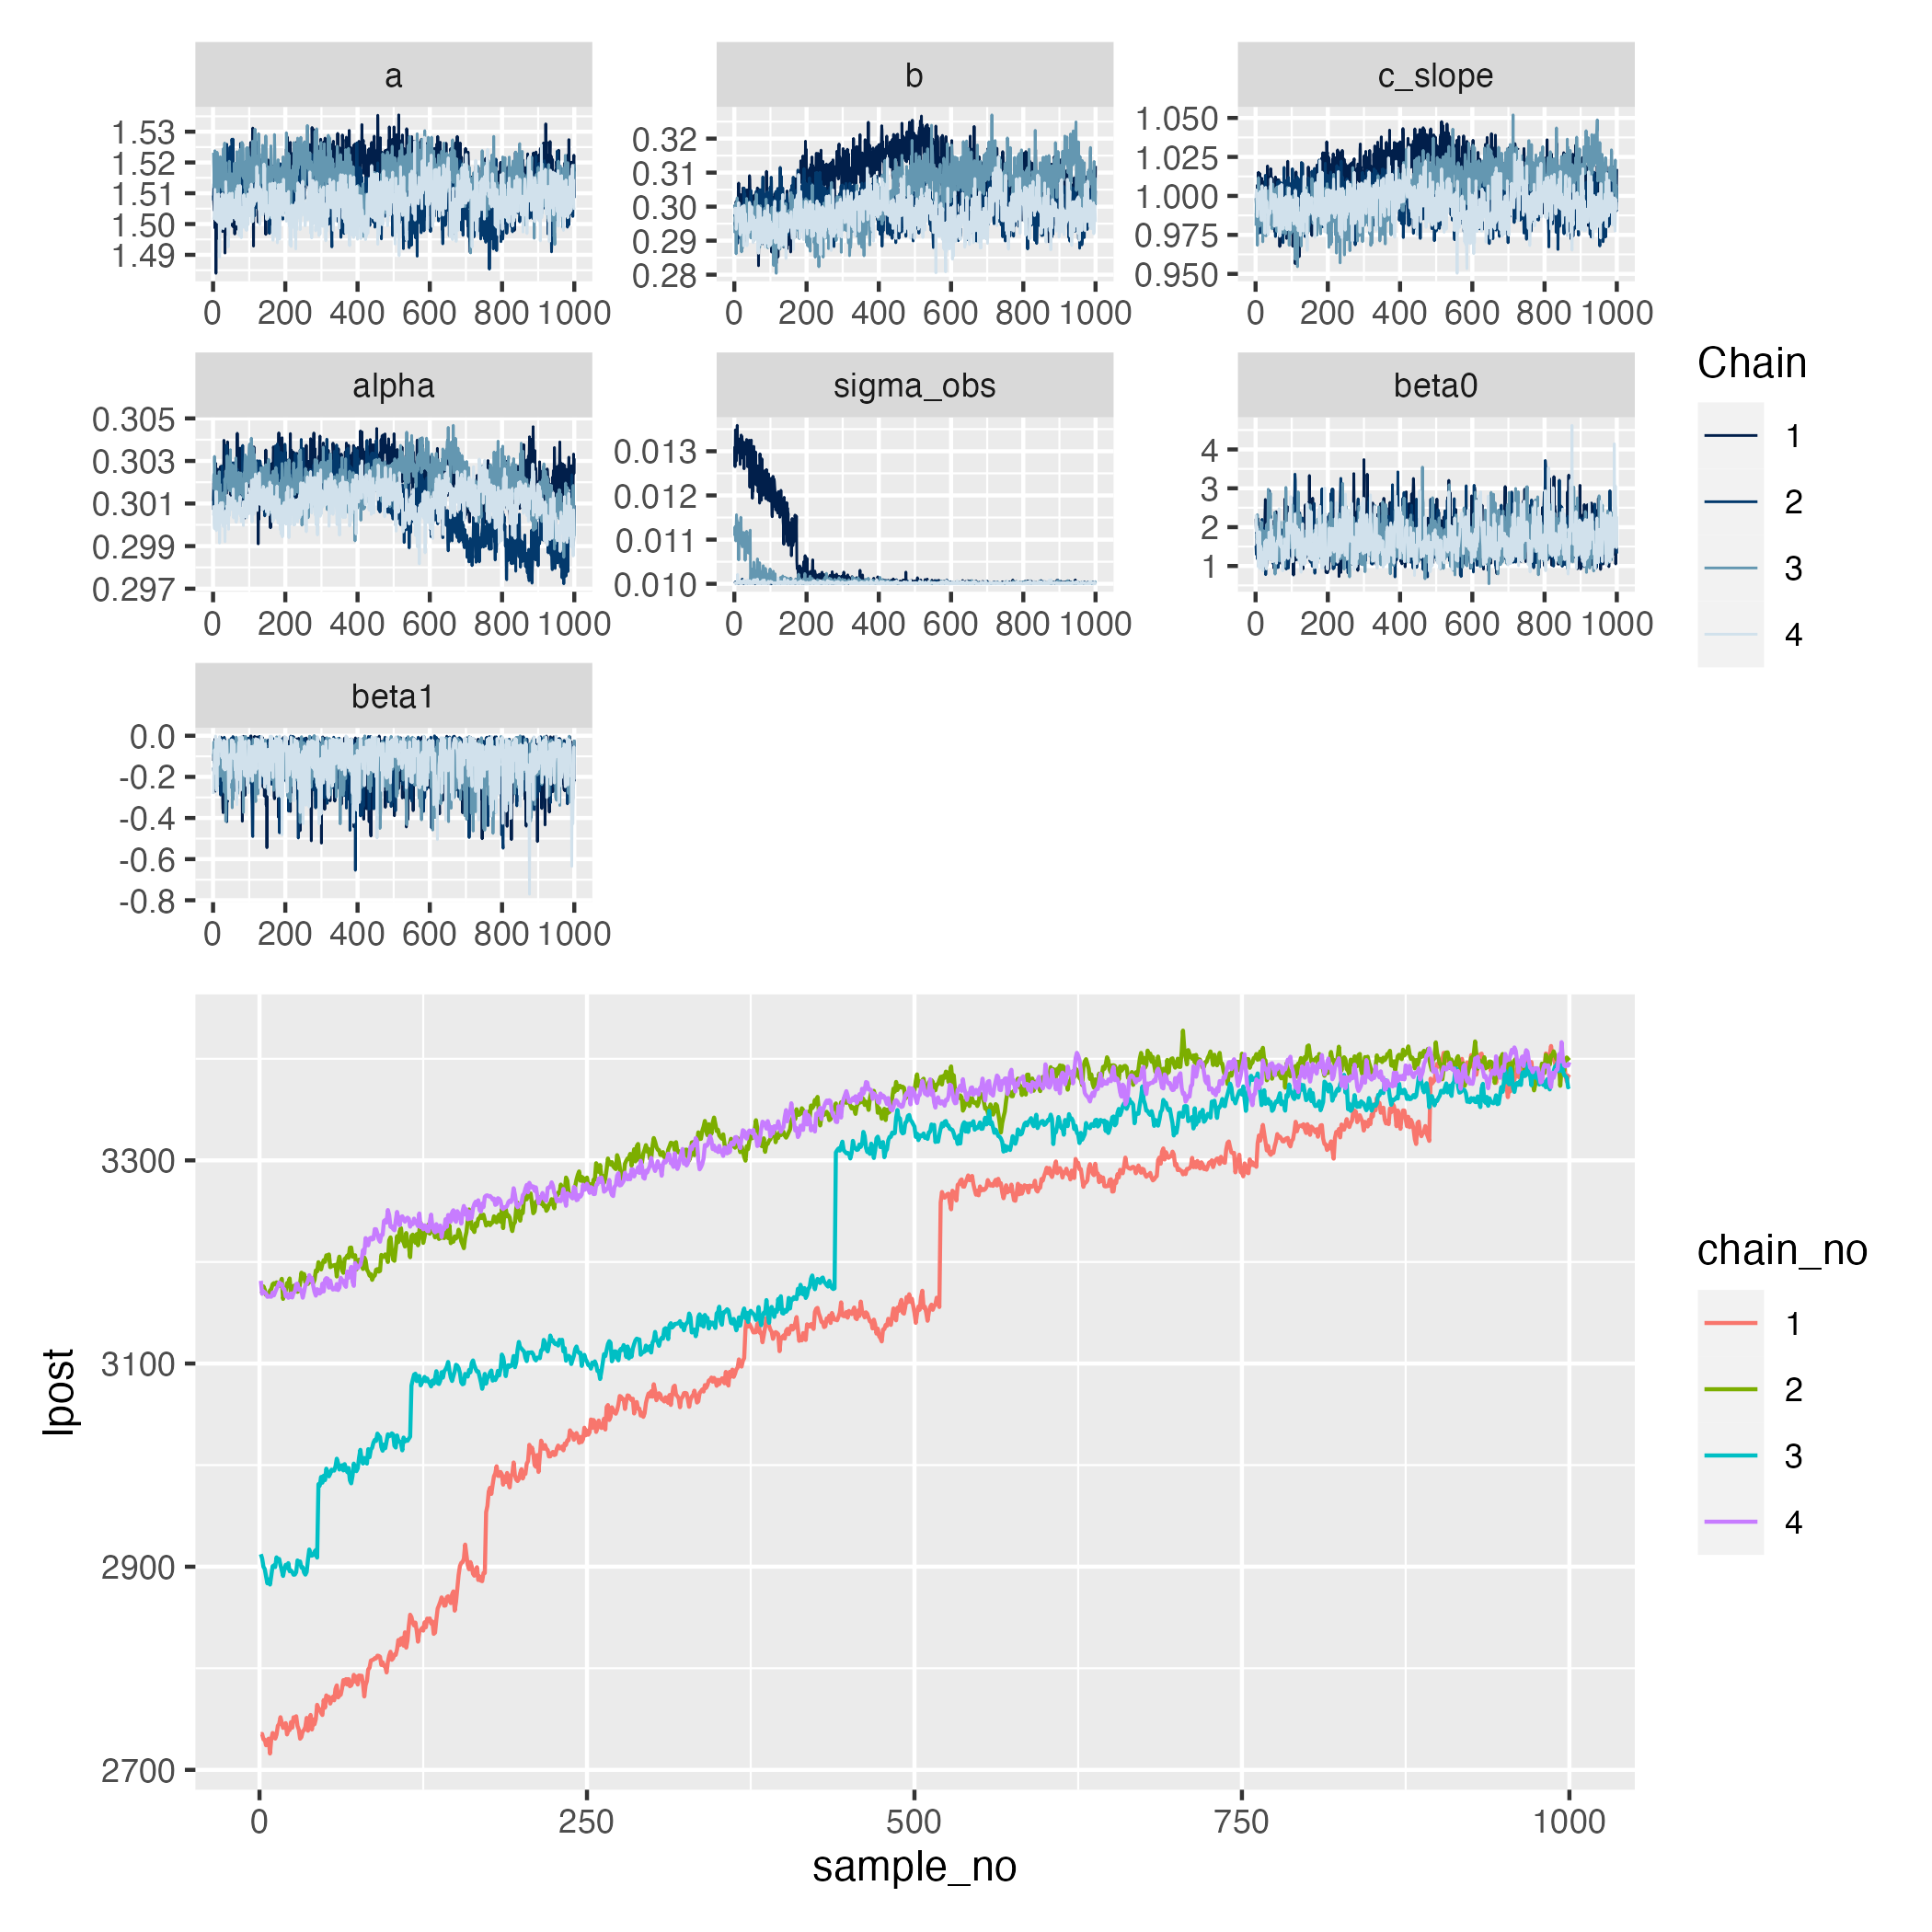 a
b
c_slope
1.53
1.52
1.51
1.50
1.49
0 200 400 600 800 1000
0.32
0.31
0.30
0.29
0.28
0 200 400 600 800 1000
1.050
1.025
1.000
0.975
0.950
0 200 400 600 800 1000
alpha
sigma_obs
beta0
0.305
0.303
0.301
0.299
0.297
0 200 400 600 800 1000
0.013
0.012
0.011
0.010
0 200 400 600 800 1000
4
3
2
1
0 200 400 600 800 1000
beta1
0.0
-0.2
-0.4
-0.6
-0.8
0 200 400 600 800 1000
Chain
1
2
3
4
lpost
3300
3100
2900
2700
0 250 500 750 1000
sample_no
chain_no
1
2
3
4